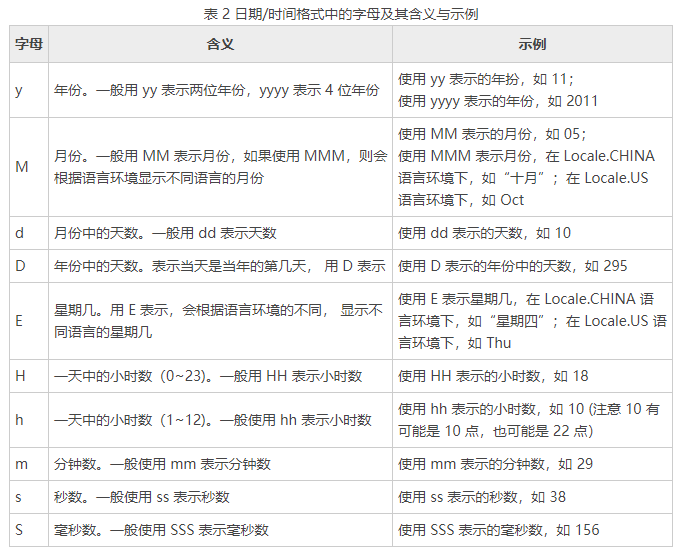 表 2 日期/时间格式中的字母及其含义与示例
字母 含义 示例
y 年份。一般用 yy 表示两位年份，yyyy 表示 4 位年份
使用 yy 表示的年扮，如 11；
使用 yyyy 表示的年份，如 2011
M 月份。一般用 MM 表示月份，如果使用 MMM，则会
根据语言环境显示不同语言的月份
使用 MM 表示的月份，如 05；
使用 MMM 表示月份，在 Locale.CHINA
语言环境下，如“十月”；在 Locale.US
语言环境下，如 Oct
d 月份中的天数。一般用 dd 表示天数 使用 dd 表示的天数，如 10
D 年份中的天数。表示当天是当年的第几天， 用 D 表示 使用 D 表示的年份中的天数，如 295
E 星期几。用 E 表示，会根据语言环境的不同， 显示不
同语言的星期几
使用 E 表示星期几，在 Locale.CHINA 语
言环境下，如“星期四”；在 Locale.US 语
言环境下，如 Thu
H 一天中的小时数（0~23)。一般用 HH 表示小时数 使用 HH 表示的小时数，如 18
h 一天中的小时数（1~12)。一般使用 hh 表示小时数
使用 hh 表示的小时数，如 10 (注意 10 有
可能是 10 点，也可能是 22 点）
m 分钟数。一般使用 mm 表示分钟数 使用 mm 表示的分钟数，如 29
s 秒数。一般使用 ss 表示秒数 使用 ss 表示的秒数，如 38
S 毫秒数。一般使用 SSS 表示毫秒数 使用 SSS 表示的毫秒数，如 156